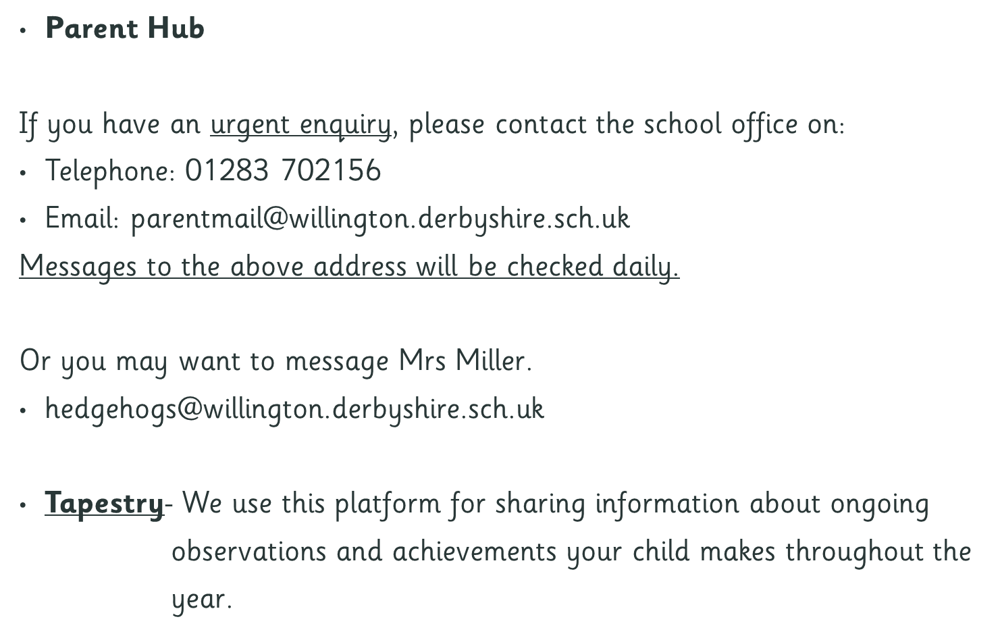 • Parent Hub
If you have an urgent enquiry, please contact the school office on:
• Telephone: 01283 702156
• Email: parentmail@willington.derbyshire.sch.uk
Messages to the above address will be checked daily.
Or you may want to message Mrs Miller.
• hedgehogs@willington.derbyshire.sch.uk
• Tapestry- We use this platform for sharing information about ongoing
observations and achievements your child makes throughout the
year.